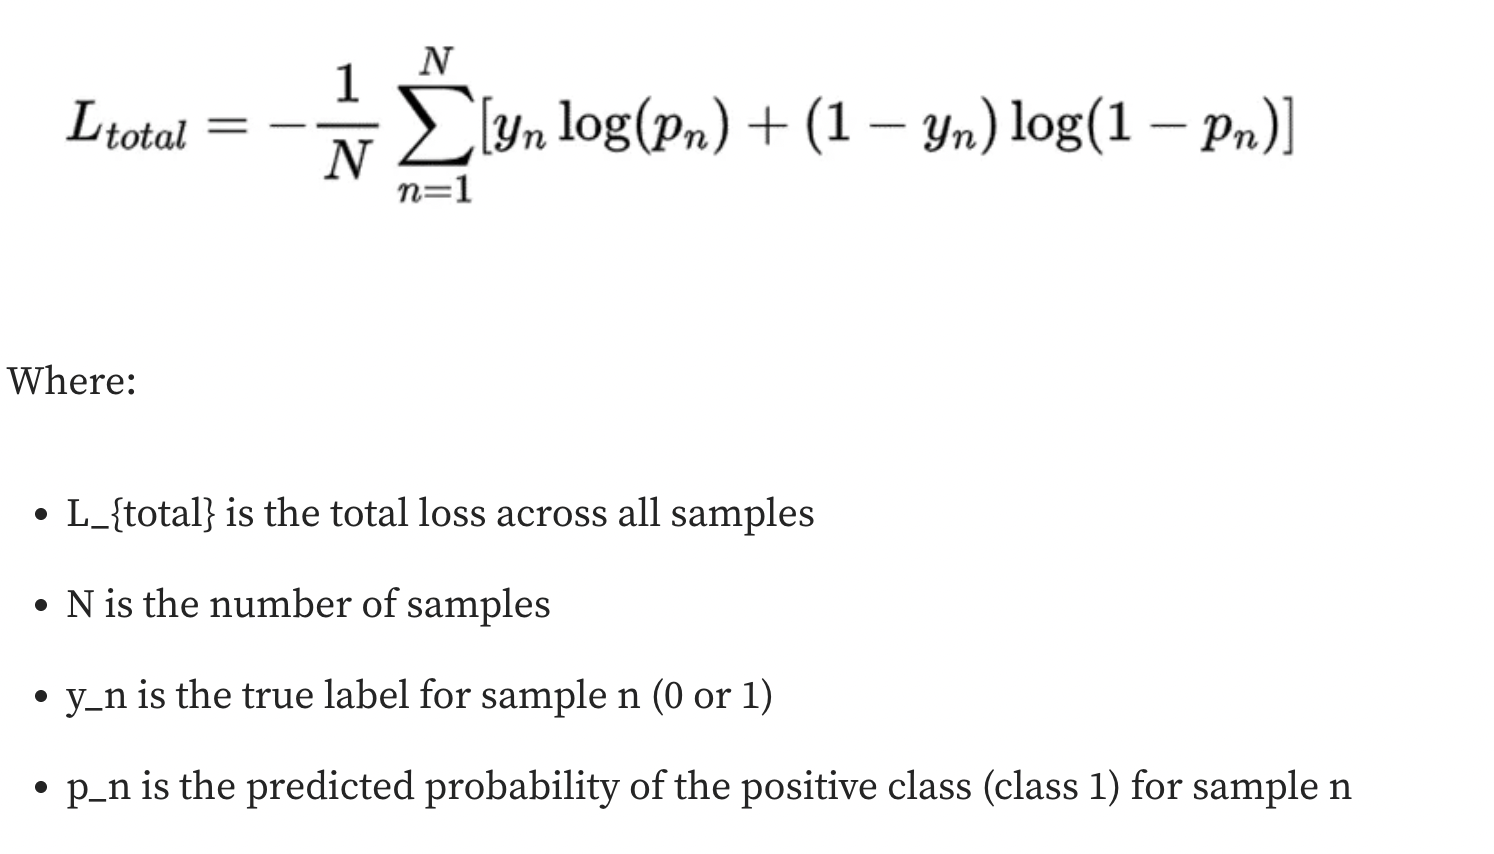 L_{total} = -\frac{1}{N} \sum_{n=1}^{N} [y_n \log(p_n) + (1 - y_n) \log(1 - p_n)]
Where:
• L_{total} is the total loss across all samples
• N is the number of samples
• y_n is the true label for sample n (0 or 1)
• p_n is the predicted probability of the positive class (class 1) for sample n